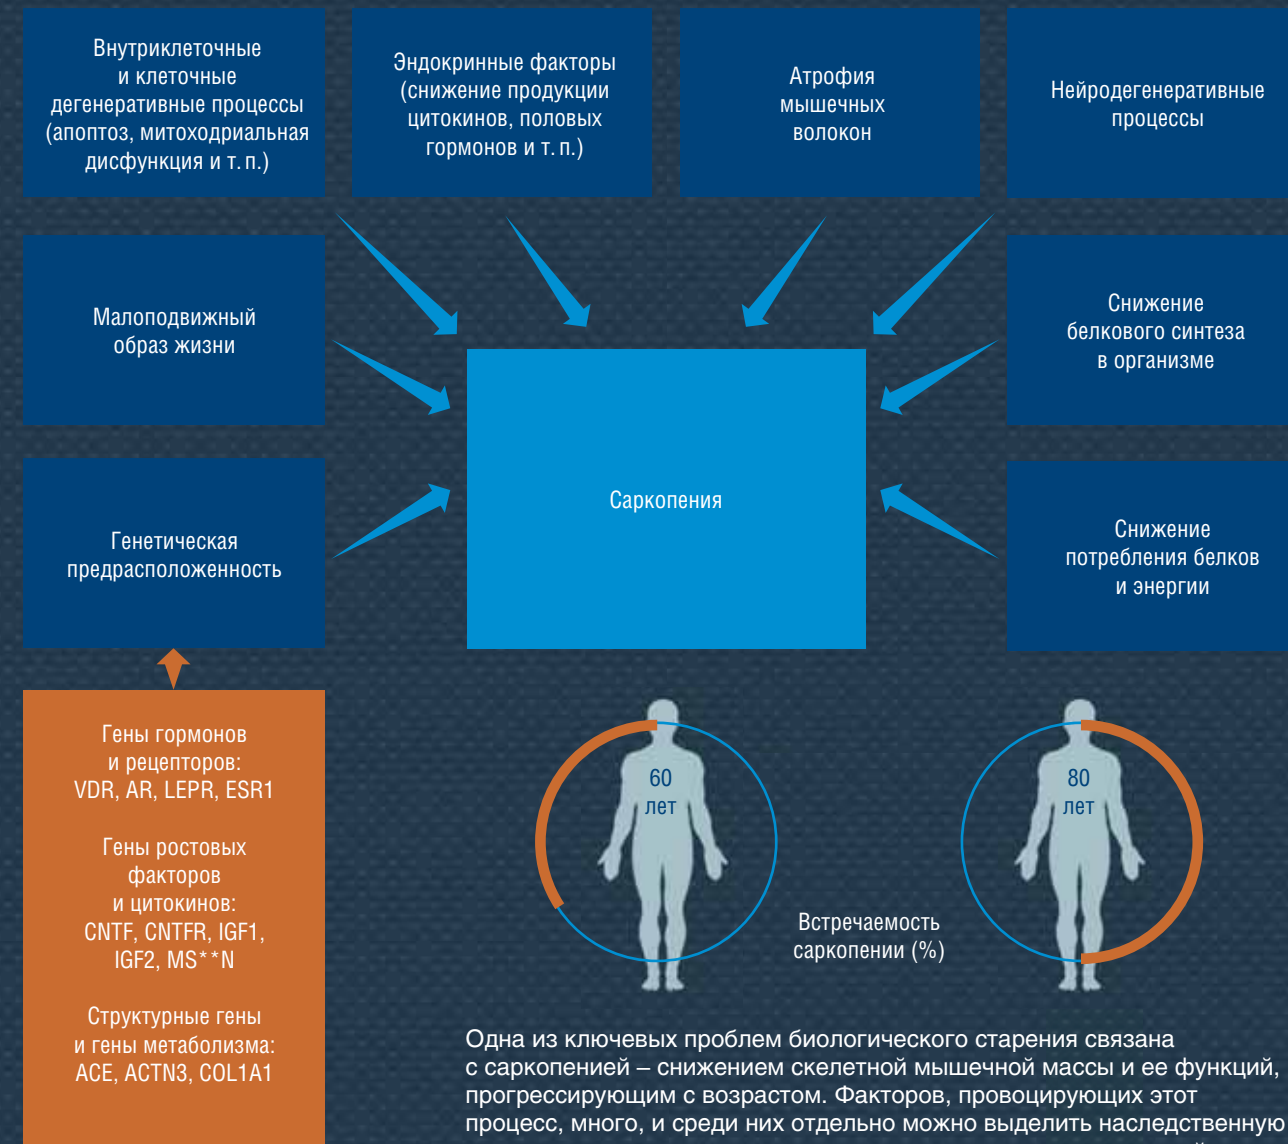 Внутриклеточные
и клеточные
дегенеративные процессы
(апоптоз, митоходриальная
дисфункция и т. п.)
Эндокринные факторы
(снижение продукции
цитокинов, половых
гормонов и т. п.)
Атрофия
мышечных
волокон
Нейродегенеративные
процессы
Малоподвижный
образ жизни
Снижение
белкового синтеза
в организме
Генетическая
предрасположенность
Саркопения
Снижение
потребления белков
и энергии
Гены гормонов
и рецепторов:
VDR, AR, LEPR, ESR1
Гены ростовых
факторов
и цитокинов:
CNTF, CNTFR, IGF1,
IGF2, MS**N
Структурные гены
и гены метаболизма:
ACE, ACTN3, COL1A1
60
лет
80
лет
Встречаемость
саркопении (%)
Одна из ключевых проблем биологического старения связана
с саркопенией – снижением скелетной мышечной массы и ее функций,
прогрессирующим с возрастом. Факторов, провоцирующих этот
процесс, много, и среди них отдельно можно выделить наследственную